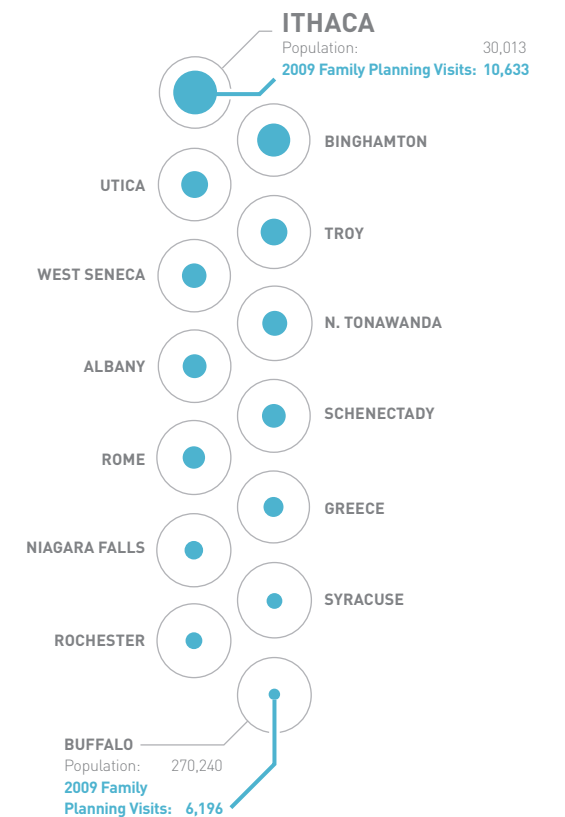 ITHACA
Population: 30,013
2009 Family Planning Visits: 10,633
BINGHAMTON
UTICA
TROY
WEST SENECA
N. TONAWANDA
ALBANY
SCHENECTADY
ROME
GREECE
NIAGARA FALLS
SYRACUSE
ROCHESTER
BUFFALO
Population: 270,240
2009 Family
Planning Visits: 6,196